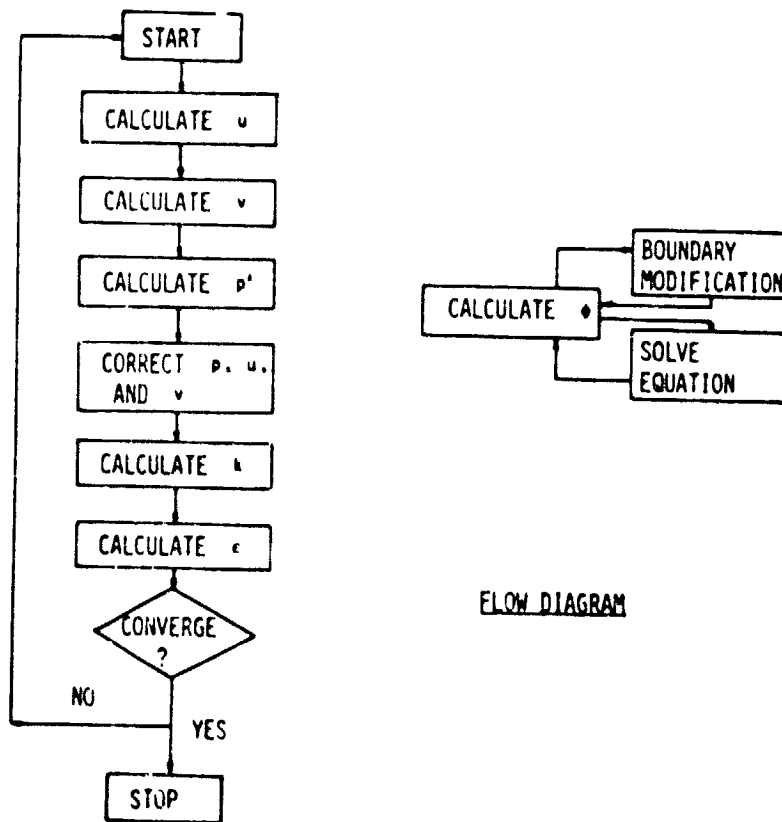 START
CALCULATE u
CALCULATE v
CALCULATE p'
CORRECT p, u,
AND v
CALCULATE k
CALCULATE ε
CONVERGE
?
NO
YES
STOP
BOUNDARY
MODIFICATION
CALCULATE ϕ
SOLVE
EQUATION
FLOW DIAGRAM